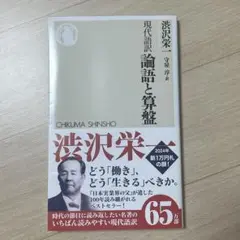 渋沢栄一
守屋 淳=訳
現代語訳
論語と算盤
CHIKUMA SHINSHO
渋沢栄一
どう「働き」、
どう「生きる」べきか。
2024年
新1万円札
の顔!
"日本実業界の父"が遺した
100年読み継がれる
ベストセラー!
時代の節目に読み返したい名著の
いちばん読みやすい現代語訳
65万部